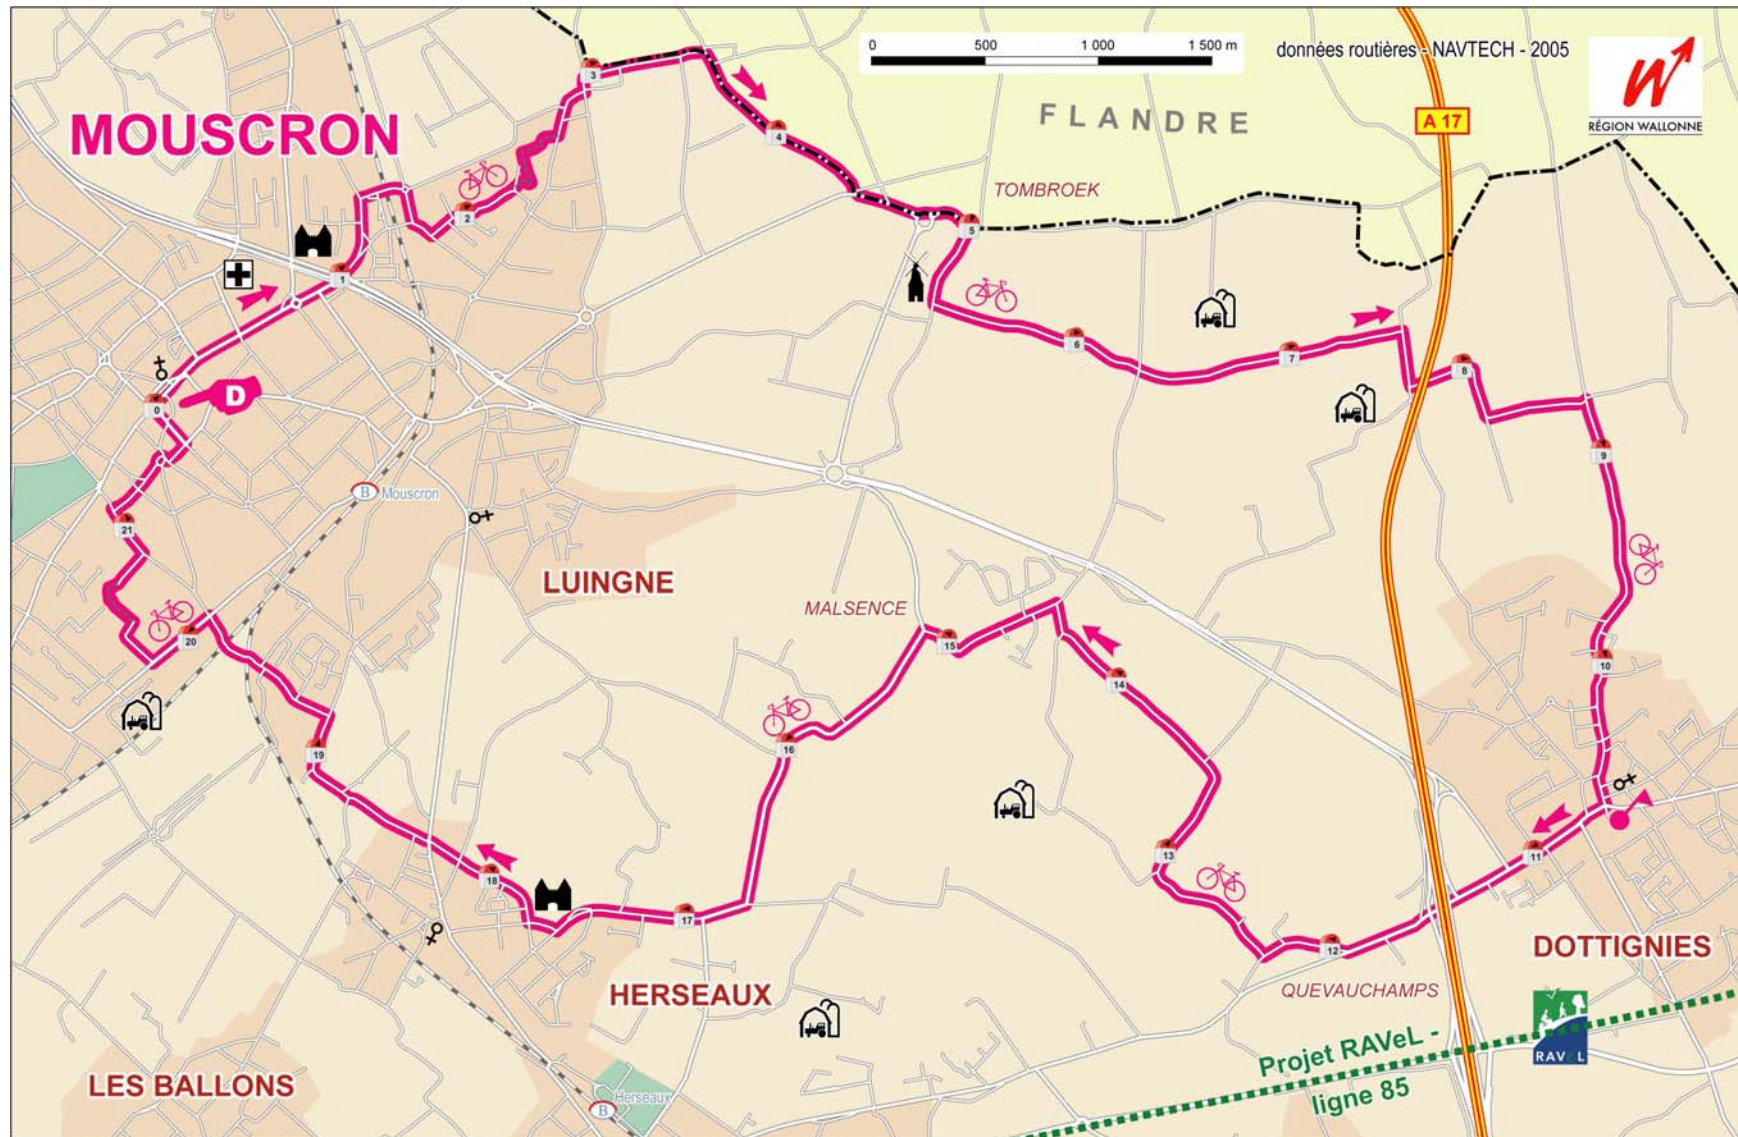 0 500 1 000 1 500 m
données routières - NAVTECH - 2005
RÉGION WALLONNE
A 17
FLANDRE
MOUSCRON
3
4
TOMBROEK
2
5
1
6
7
8
D
0
9
B Mouscron
21
LUINGNE
MALSENCE
20
15
10
14
16
19
13
11
18
17
12
DOTTIGNIES
HERSEAUX
QUEVAUCHAMPS
RAVeL
Projet RAVeL -
ligne 85
LES BALLONS
B Herseaux